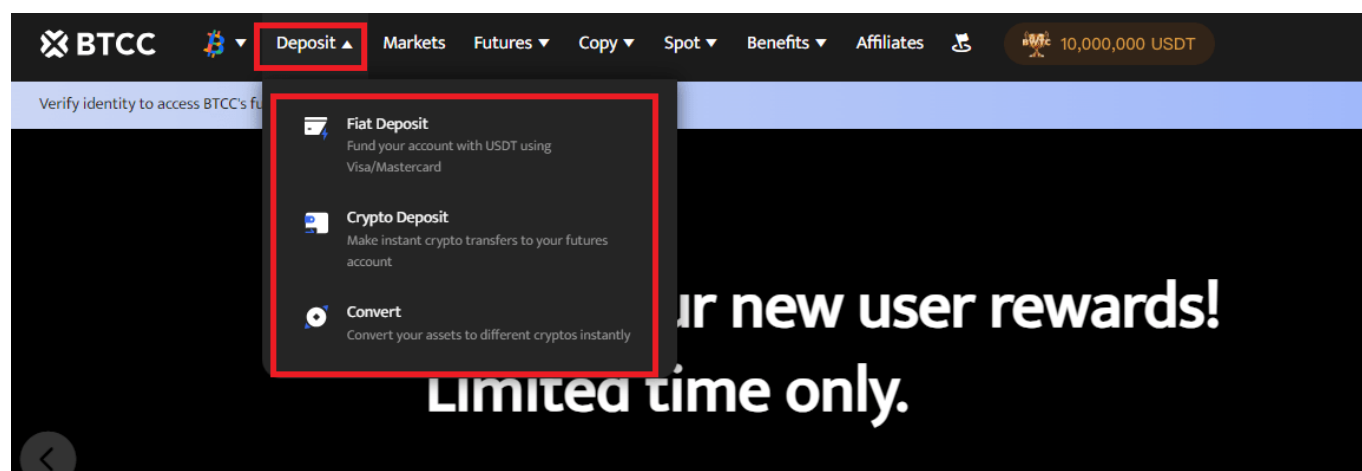 BTCC Deposit Markets Futures Copy Spot Benefits Affiliates 10,000,000 USDT
Verify identity to access BTCC's fu
Fiat Deposit
Fund your account with USDT using
Visa/Mastercard
Crypto Deposit
Make instant crypto transfers to your futures
account
Convert
Convert your assets to different cryptos instantly
ur new user rewards!
Limited time only.